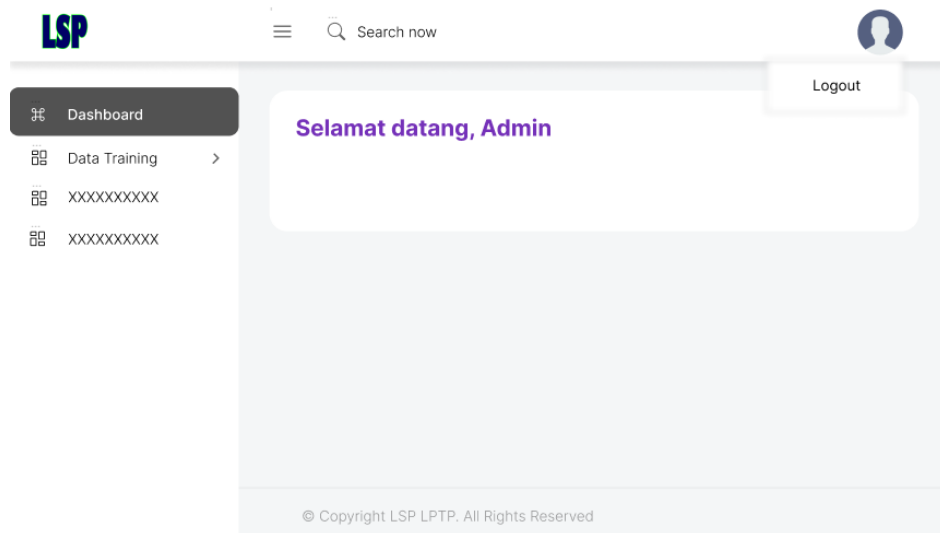 LSP
Search now
Logout
Dashboard
Data Training
XXXXXXXXXX
XXXXXXXXXX
Selamat datang, Admin
© Copyright LSP LPTP. All Rights Reserved